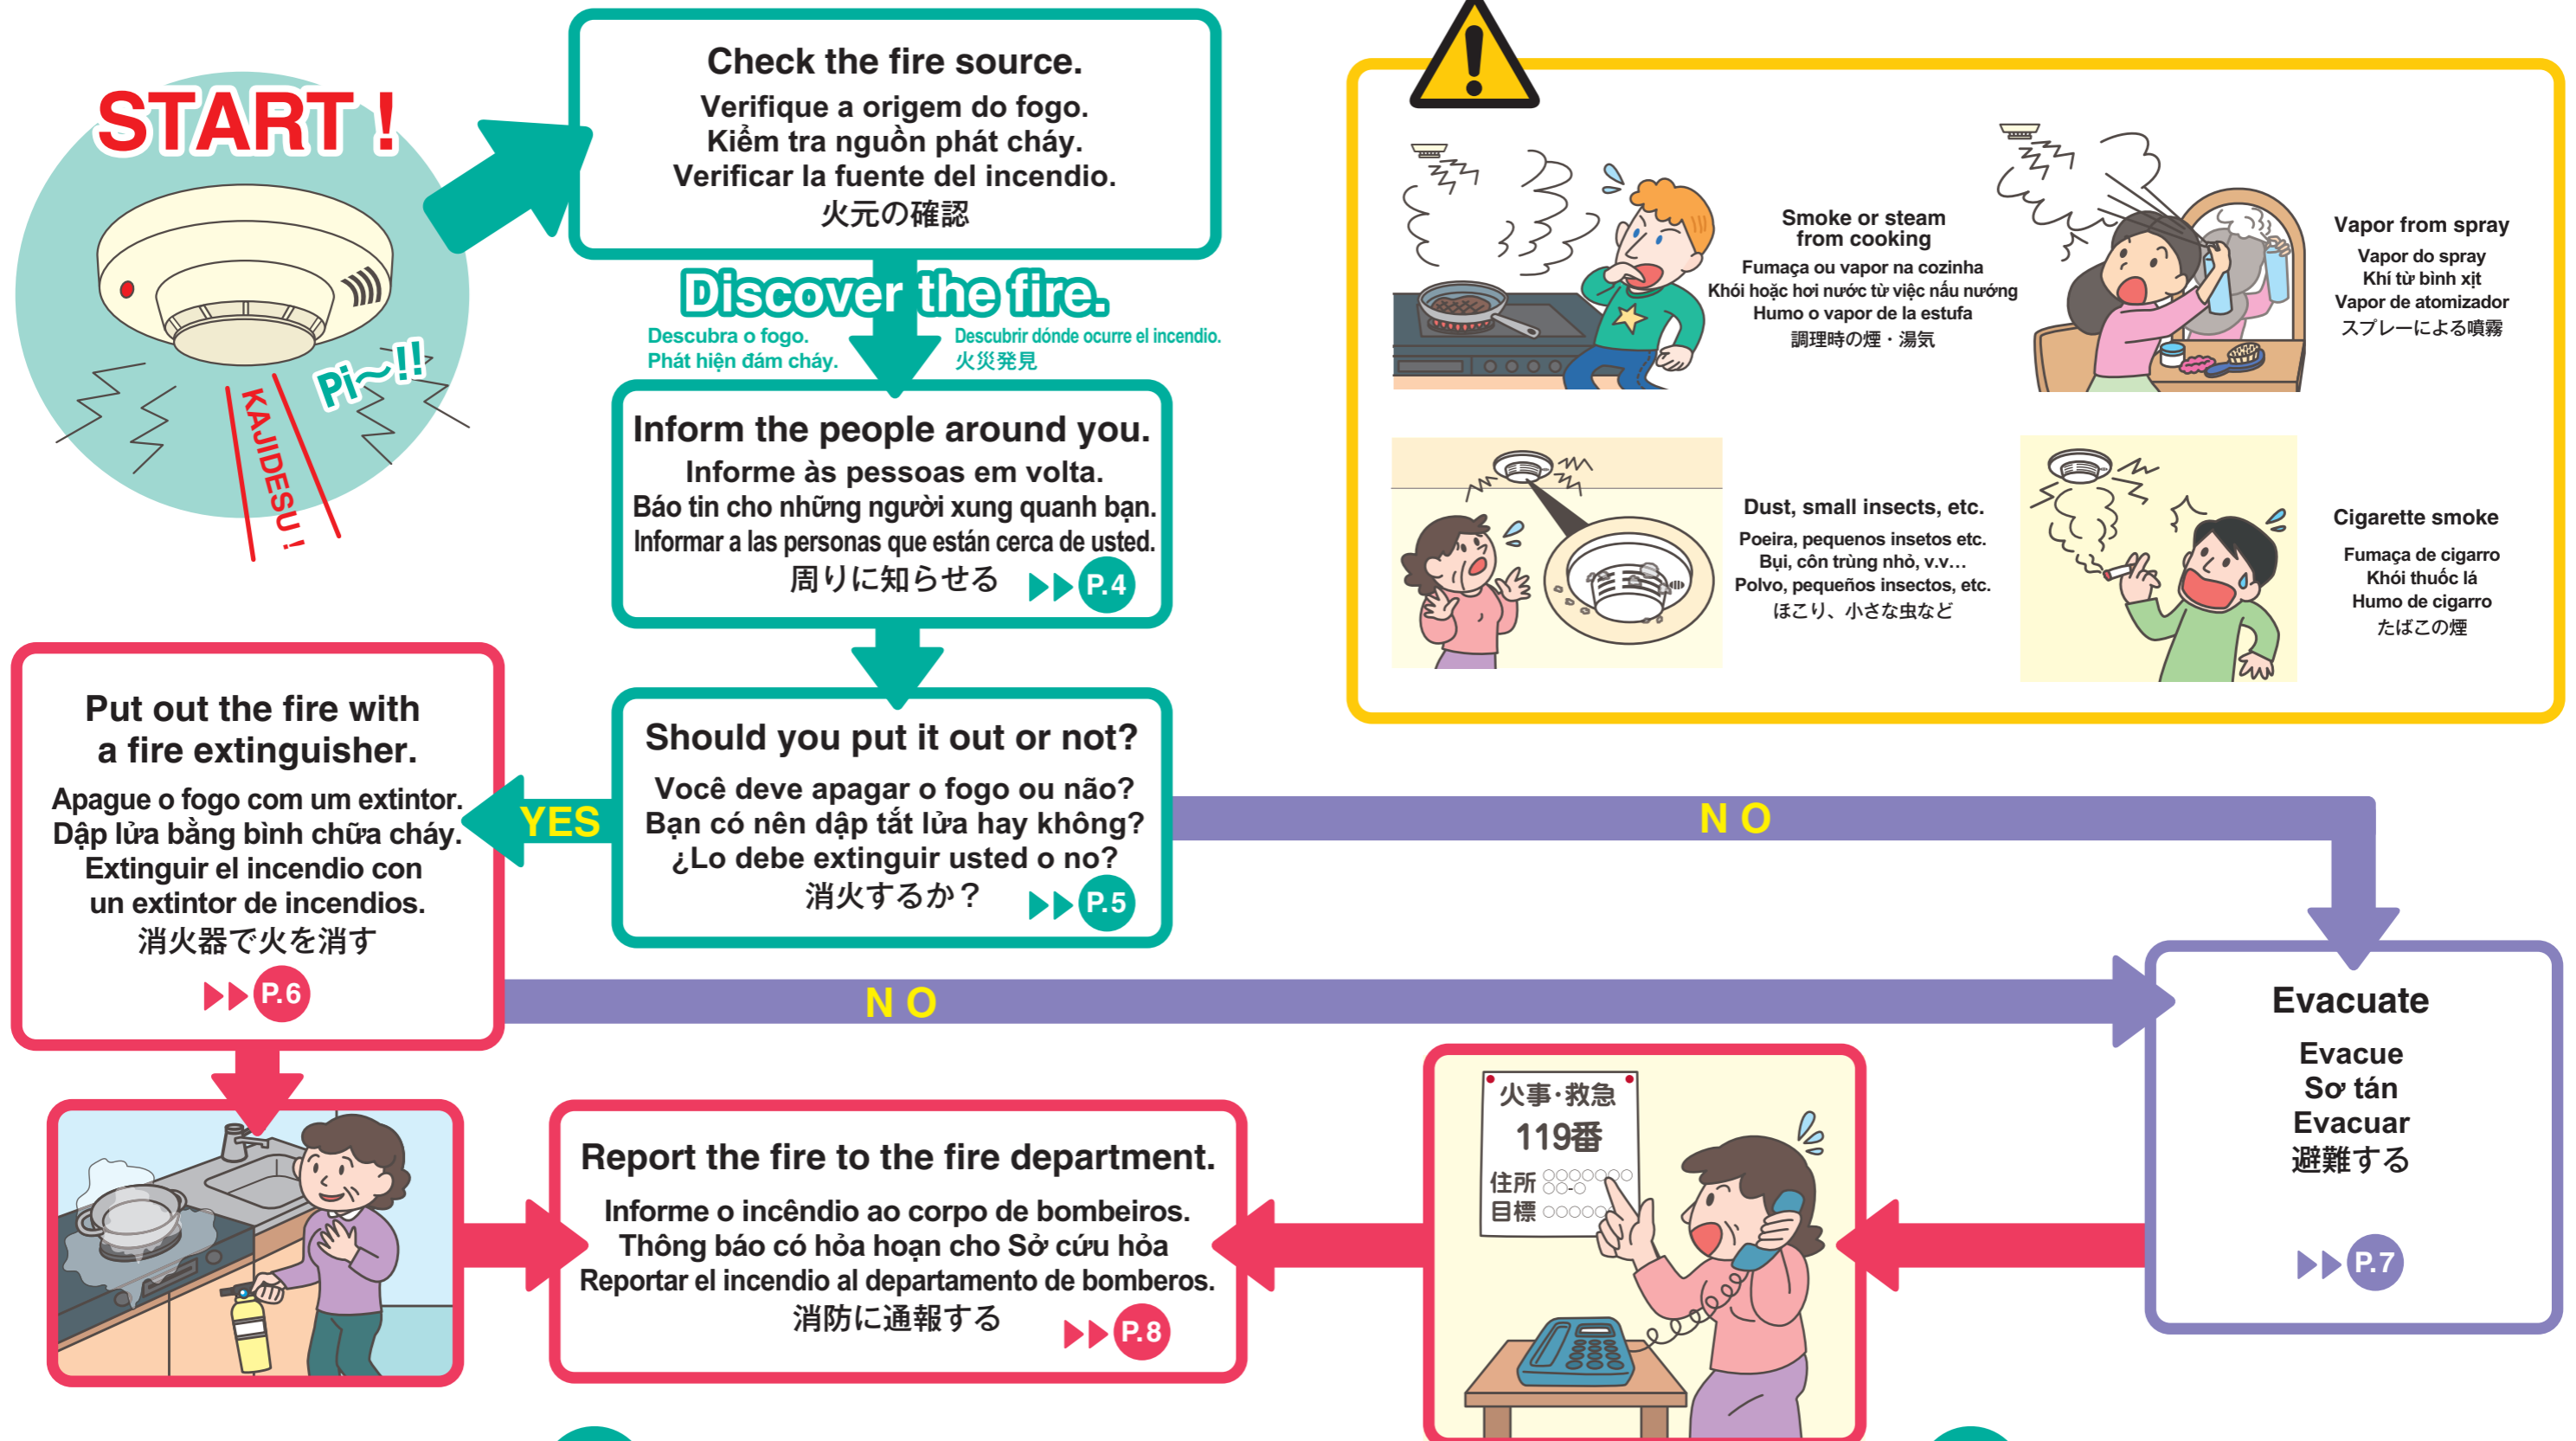 START !
Pi～!!
KAJIDESU !
Check the fire source.
Verifique a origem do fogo.
Kiểm tra nguồn phát cháy.
Verificar la fuente del incendio.
火元の確認
Discover the fire.
Descubra o fogo.
Phát hiện đám cháy.
Descubrir dónde ocurre el incendio.
火災発見
Inform the people around you.
Informe às pessoas em volta.
Báo tin cho những người xung quanh bạn.
Informar a las personas que están cerca de usted.
周りに知らせる
P.4
Should you put it out or not?
Você deve apagar o fogo ou não?
Bạn có nên dập tắt lửa hay không?
¿Lo debe extinguir usted o no?
消火するか？
P.5
YES
NO
Put out the fire with
a fire extinguisher.
Apague o fogo com um extintor.
Dập lửa bằng bình chữa cháy.
Extinguir el incendio con
un extintor de incendios.
消火器で火を消す
P.6
NO
Report the fire to the fire department.
Informe o incêndio ao corpo de bombeiros.
Thông báo có hỏa hoạn cho Sở cứu hỏa
Reportar el incendio al departamento de bomberos.
消防に通報する
P.8
火事・救急
119番
住所 ○○○○○○○
○○-○
目標 ○○○○○
Evacuate
Evacue
Sơ tán
Evacuar
避難する
P.7
Smoke or steam
from cooking
Fumaça ou vapor na cozinha
Khói hoặc hơi nước từ việc nấu nướng
Humo o vapor de la estufa
調理時の煙・湯気
Vapor from spray
Vapor do spray
Khí từ bình xịt
Vapor de atomizador
スプレーによる噴霧
Dust, small insects, etc.
Poeira, pequenos insetos etc.
Bụi, côn trùng nhỏ, v.v…
Polvo, pequeños insectos, etc.
ほこり、小さな虫など
Cigarette smoke
Fumaça de cigarro
Khói thuốc lá
Humo de cigarro
たばこの煙